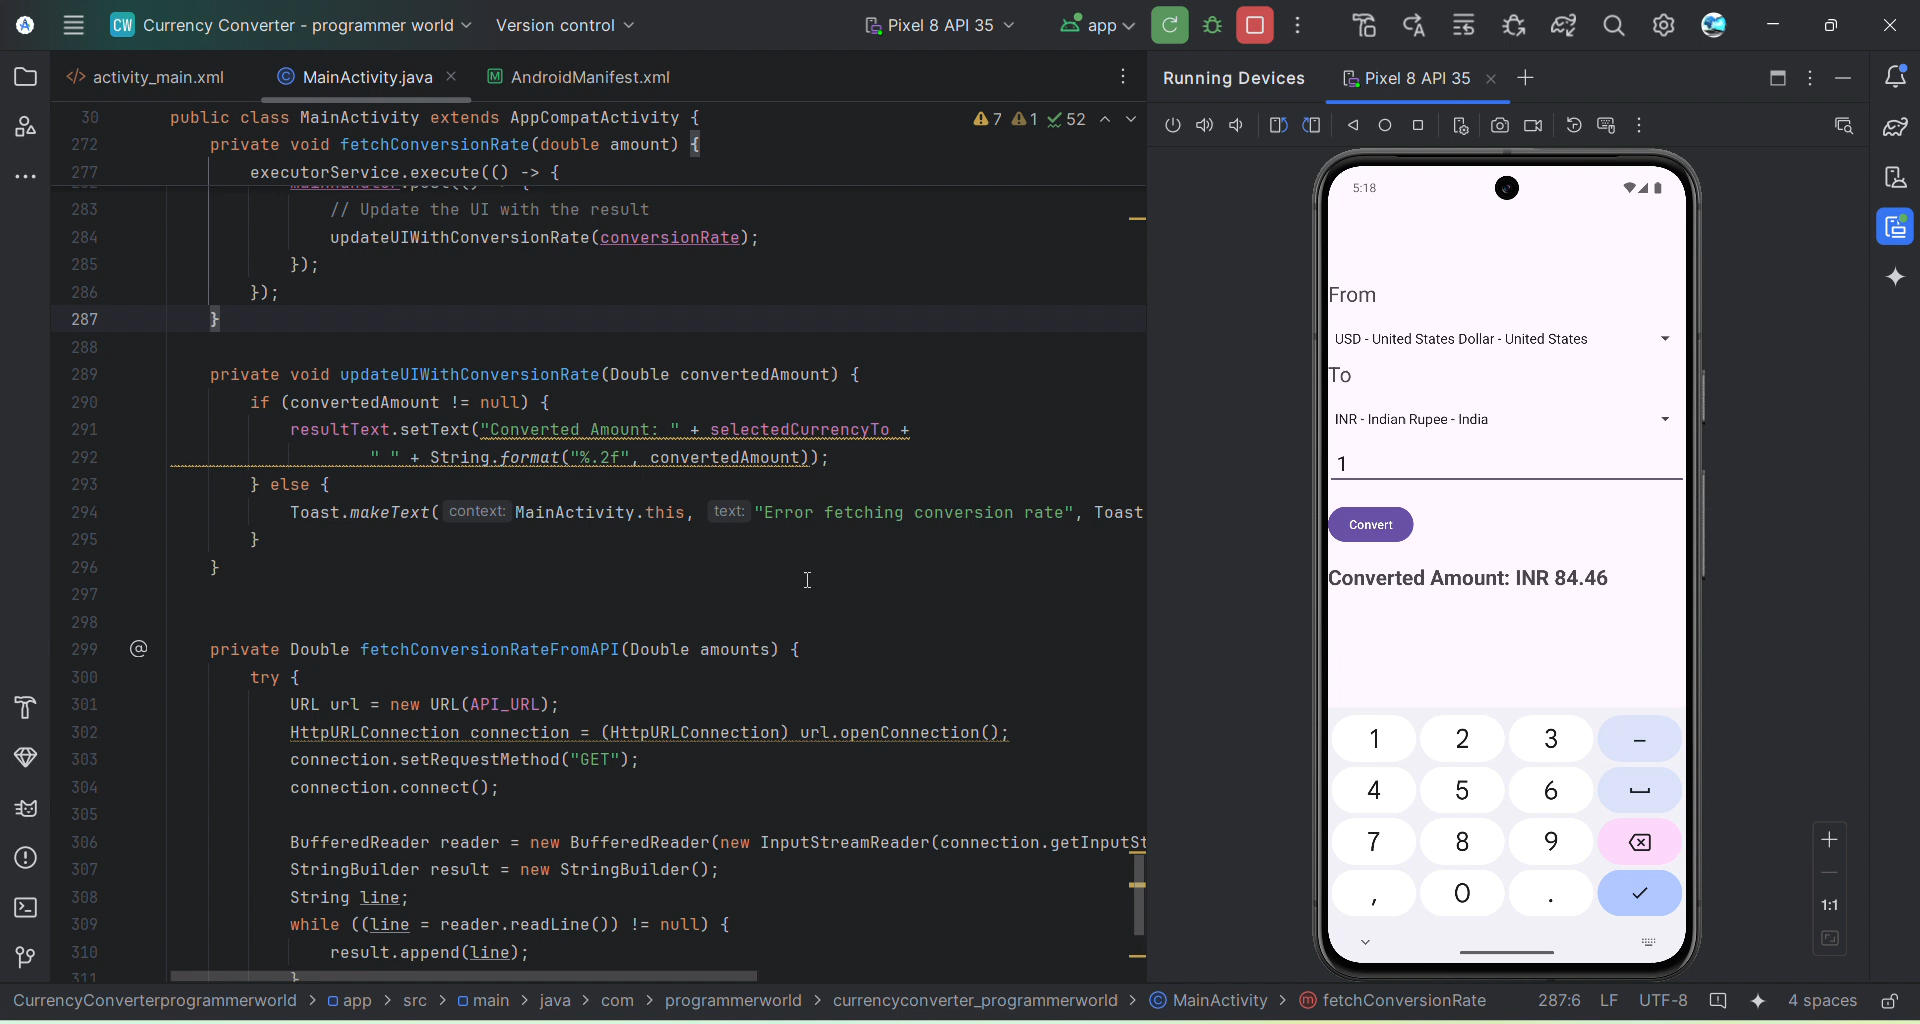 CW Currency Converter - programmer world Version control Pixel 8 API 35 app
activity_main.xml MainActivity.java AndroidManifest.xml
Running Devices Pixel 8 API 35
7 1 52
30 public class MainActivity extends AppCompatActivity {
272 private void fetchConversionRate(double amount) {
277 executorService.execute(() -> {
283 // Update the UI with the result
284 updateUIWithConversionRate(conversionRate);
285 });
286 });
287 }
288
289 private void updateUIWithConversionRate(Double convertedAmount) {
290 if (convertedAmount != null) {
291 resultText.setText("Converted Amount: " + selectedCurrencyTo +
292 " " + String.format("%.2f", convertedAmount));
293 } else {
294 Toast.makeText( context: MainActivity.this, text: "Error fetching conversion rate", Toast
295 }
296 }
297
298
299 private Double fetchConversionRateFromAPI(Double amounts) {
300 try {
301 URL url = new URL(API_URL);
302 HttpURLConnection connection = (HttpURLConnection) url.openConnection();
303 connection.setRequestMethod("GET");
304 connection.connect();
305
306 BufferedReader reader = new BufferedReader(new InputStreamReader(connection.getInputSt
307 StringBuilder result = new StringBuilder();
308 String line;
309 while ((line = reader.readLine()) != null) {
310 result.append(line);
311 }
5:18
From
USD - United States Dollar - United States
To
INR - Indian Rupee - India
1
Convert
Converted Amount: INR 84.46
1 2 3 -
4 5 6
7 8 9
, 0 .
1:1
CurrencyConverterprogrammerworld > app > src > main > java > com > programmerworld > currencyconverter_programmerworld > MainActivity > fetchConversionRate 287:6 LF UTF-8 4 spaces